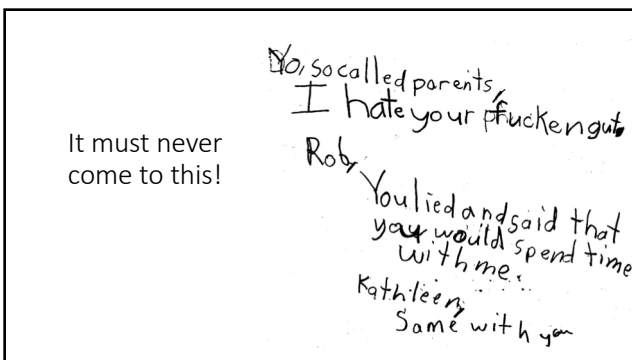 It must never
come to this!
Yo, so called parents,
I hate your fucken guts
Rob,
You lied and said that
you would spend time
with me.
Kathleen,
Same with you